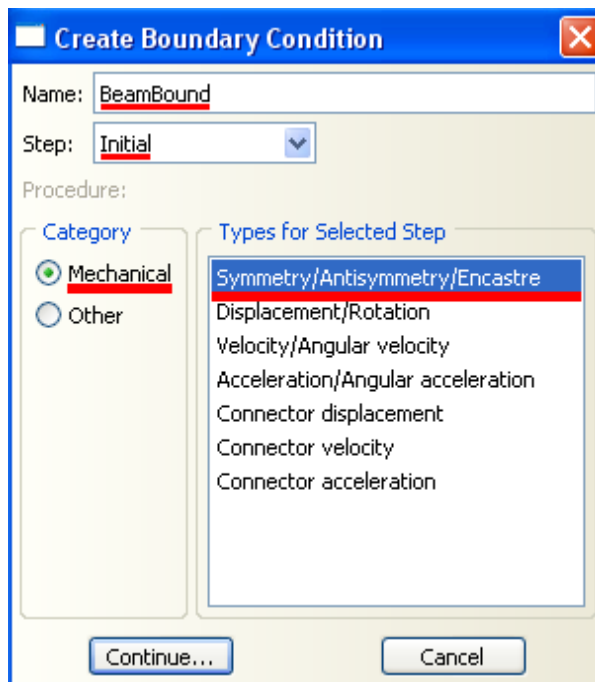 Create Boundary Condition
Name: BeamBound
Step: Initial
Procedure:
Category
Mechanical
Other
Types for Selected Step
Symmetry/Antisymmetry/Encastre
Displacement/Rotation
Velocity/Angular velocity
Acceleration/Angular acceleration
Connector displacement
Connector velocity
Connector acceleration
Continue... Cancel